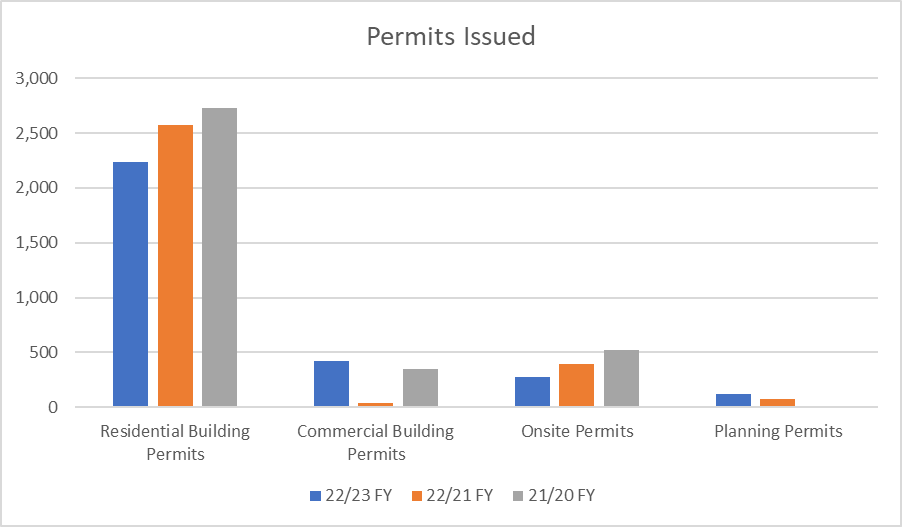 Permits Issued
3,000
2,500
2,000
1,500
1,000
500
0
Residential Building
Permits
Commercial Building
Permits
Onsite Permits
Planning Permits
22/23 FY
22/21 FY
21/20 FY